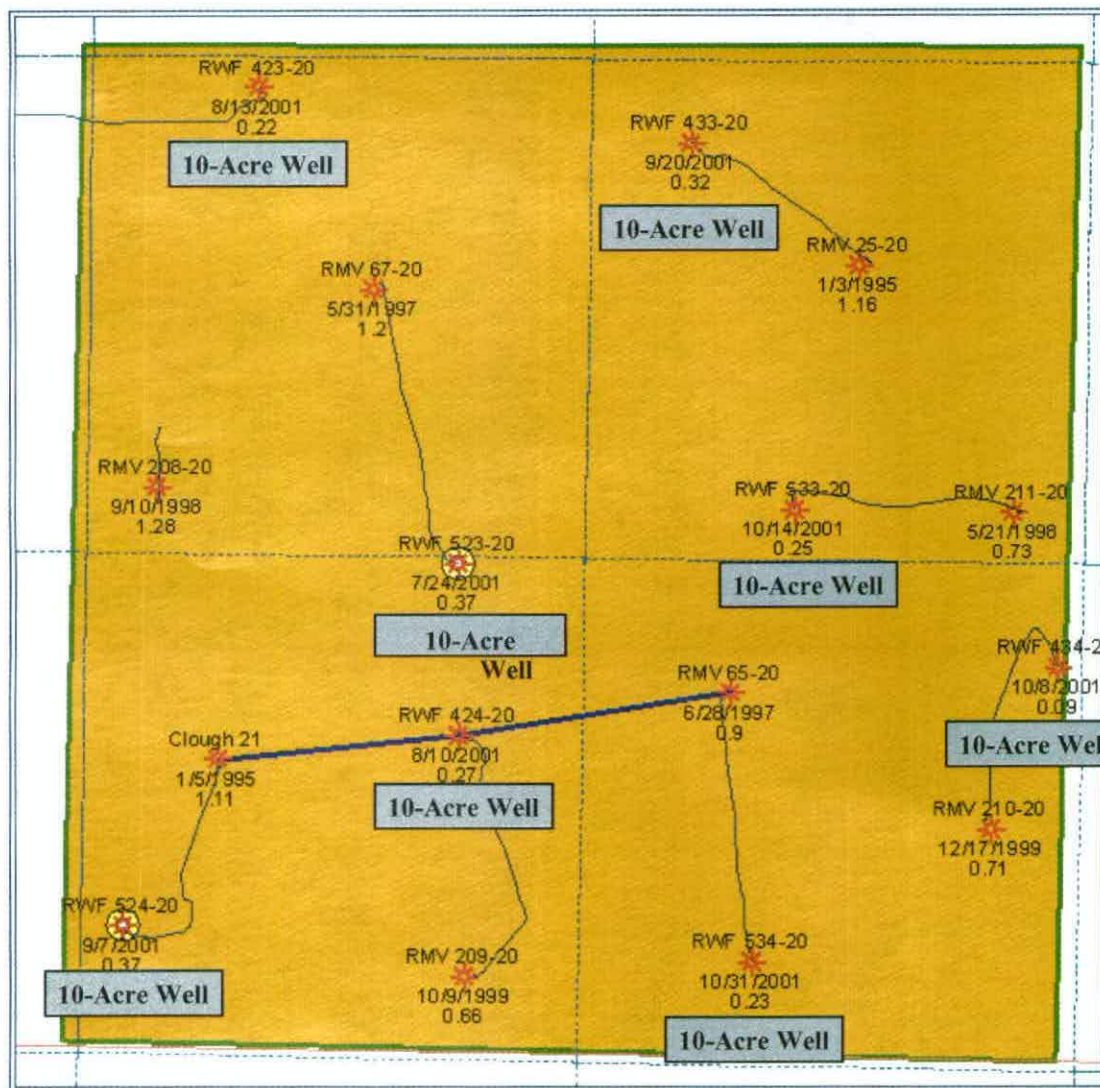 RWF 423-20
8/13/2001
0.22
10-Acre Well
RWF 433-20
9/20/2001
0.32
10-Acre Well
RMV 25-20
1/3/1995
1.16
RMV 67-20
5/31/1997
1.2
RMV 208-20
9/10/1998
1.28
RWF 533-20
10/14/2001
0.25
10-Acre Well
RMV 211-20
5/21/1998
0.73
RWF 523-20
7/24/2001
0.37
10-Acre
Well
RWF 434-2
10/8/2001
0.09
10-Acre Wel
RMV 65-20
6/28/1997
0.9
RWF 424-20
8/10/2001
0.27
10-Acre Well
Clough 21
1/5/1995
1.11
RMV 210-20
12/17/1999
0.71
RWF 524-20
9/7/2001
0.37
10-Acre Well
RMV 209-20
10/9/1999
0.66
RWF 534-20
10/31/2001
0.23
10-Acre Well